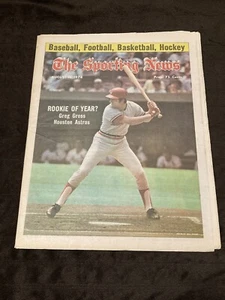 Baseball, Football, Basketball, Hockey
The Sporting News
ROOKIE OF YEAR?
Greg Gross
Houston Astros